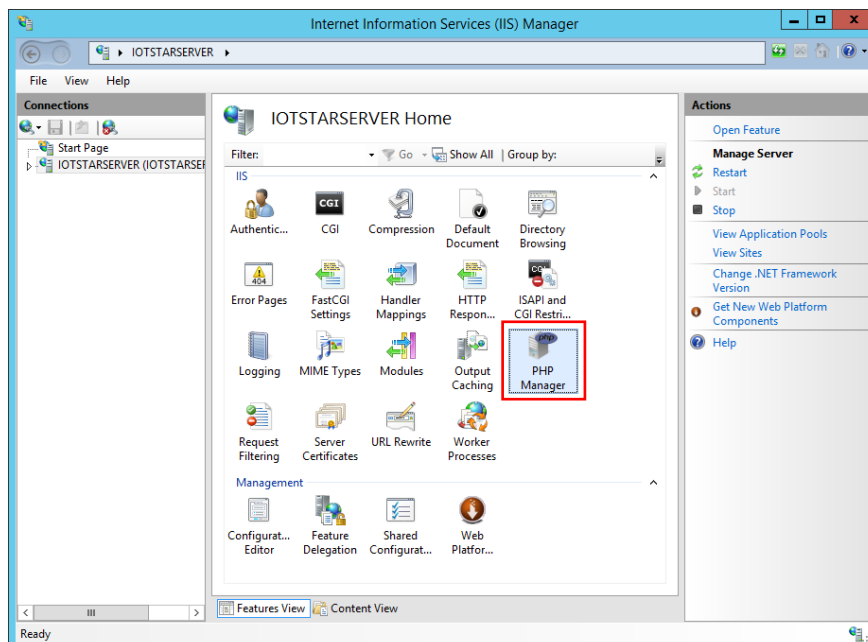 Internet Information Services (IIS) Manager
IOTSTARSERVER
File View Help
Connections
Start Page
IOTSTARSERVER (IOTSTARSEF
IOTSTARSERVER Home
Filter: Go Show All Group by:
IIS
Authentic... CGI Compression Default Document Directory Browsing
Error Pages FastCGI Settings Handler Mappings HTTP Respon... ISAPI and CGI Restri...
Logging MIME Types Modules Output Caching PHP Manager
Request Filtering Server Certificates URL Rewrite Worker Processes
Management
Configurat... Editor Feature Delegation Shared Configurat... Web Platfor...
Features View Content View
Actions
Open Feature
Manage Server
Restart
Start
Stop
View Application Pools
View Sites
Change .NET Framework
Version
Get New Web Platform
Components
Help
Ready